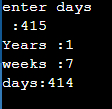 enter days
:415
Years :1
weeks :7
days:414